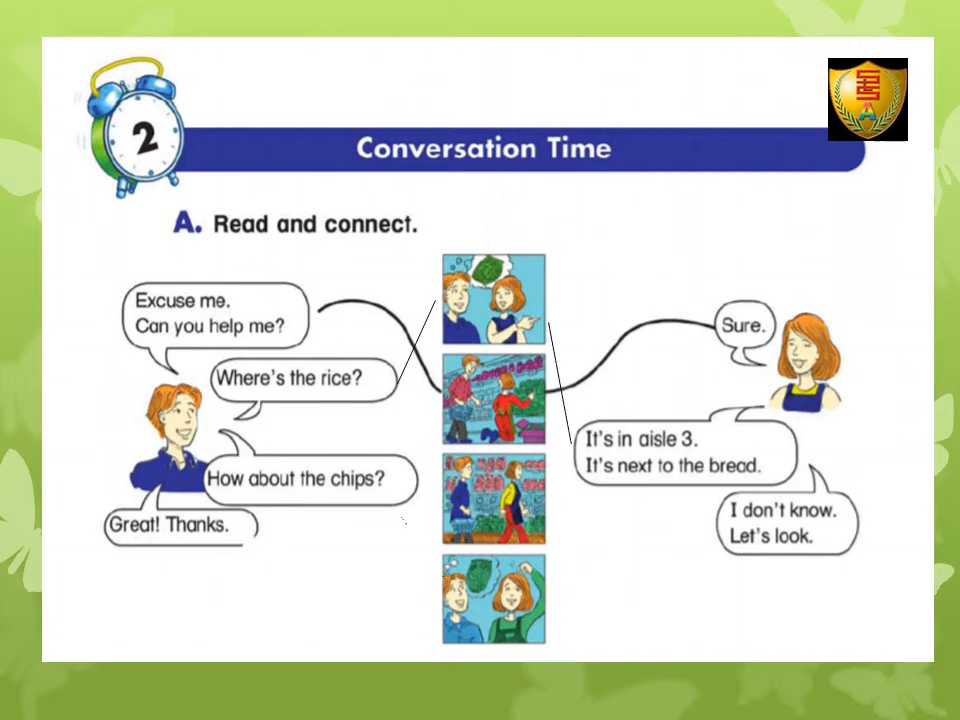 2
Conversation Time
A. Read and connect.
Excuse me.
Can you help me?
Sure.
Where's the rice?
It's in aisle 3.
It's next to the bread.
How about the chips?
I don't know.
Let's look.
Great! Thanks.